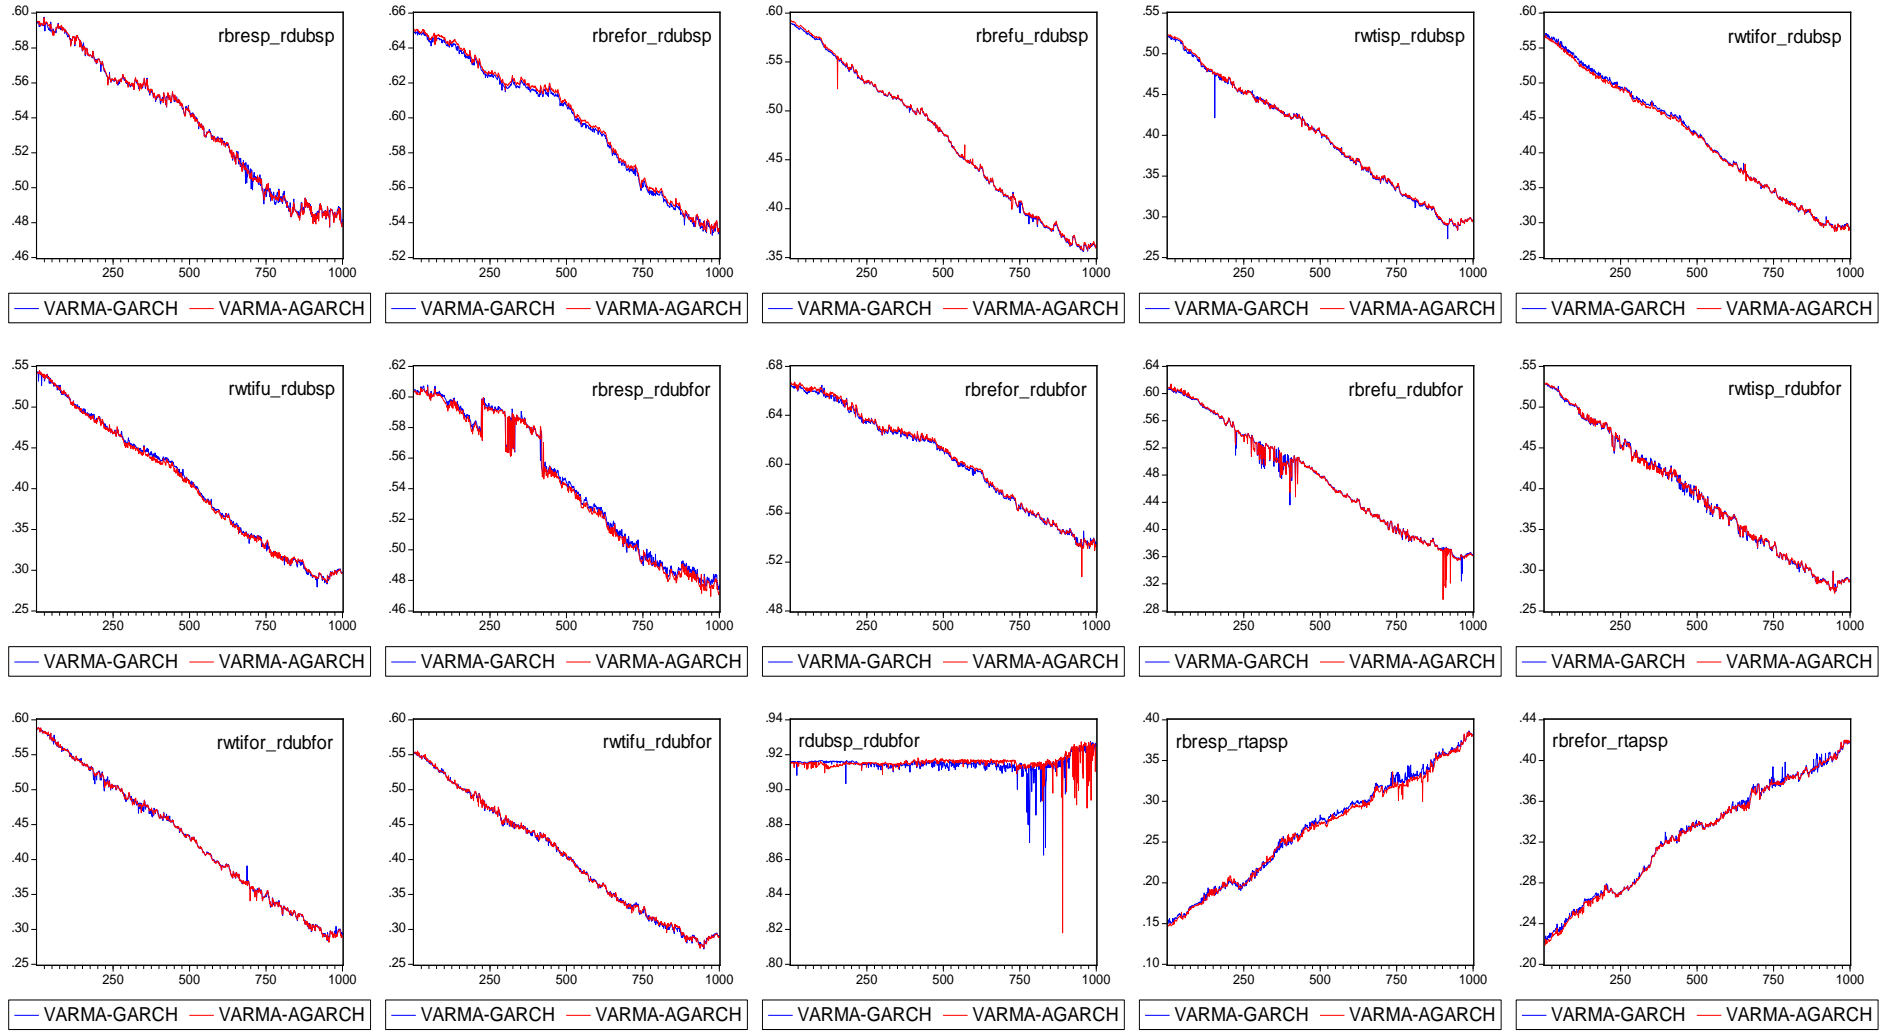 .60
.58
.56
.54
.52
.50
.48
.46
250 500 750 1000
rbresp_rdubsp
VARMA-GARCH VARMA-AGARCH
.66
.64
.62
.60
.58
.56
.54
.52
250 500 750 1000
rbrefor_rdubsp
VARMA-GARCH VARMA-AGARCH
.60
.55
.50
.45
.40
.35
250 500 750 1000
rbrefu_rdubsp
VARMA-GARCH VARMA-AGARCH
.55
.50
.45
.40
.35
.30
.25
250 500 750 1000
rwtisp_rdubsp
VARMA-GARCH VARMA-AGARCH
.60
.55
.50
.45
.40
.35
.30
.25
250 500 750 1000
rwtifor_rdubsp
VARMA-GARCH VARMA-AGARCH
.55
.50
.45
.40
.35
.30
.25
250 500 750 1000
rwtifu_rdubsp
VARMA-GARCH VARMA-AGARCH
.62
.60
.58
.56
.54
.52
.50
.48
.46
250 500 750 1000
rbresp_rdubfor
VARMA-GARCH VARMA-AGARCH
.68
.64
.60
.56
.52
.48
250 500 750 1000
rbrefor_rdubfor
VARMA-GARCH VARMA-AGARCH
.64
.60
.56
.52
.48
.44
.40
.36
.32
.28
250 500 750 1000
rbrefu_rdubfor
VARMA-GARCH VARMA-AGARCH
.55
.50
.45
.40
.35
.30
.25
250 500 750 1000
rwtisp_rdubfor
VARMA-GARCH VARMA-AGARCH
.60
.55
.50
.45
.40
.35
.30
.25
250 500 750 1000
rwtifor_rdubfor
VARMA-GARCH VARMA-AGARCH
.60
.55
.50
.45
.40
.35
.30
.25
250 500 750 1000
rwtifu_rdubfor
VARMA-GARCH VARMA-AGARCH
.94
.92
.90
.88
.86
.84
.82
.80
250 500 750 1000
rdubsp_rdubfor
VARMA-GARCH VARMA-AGARCH
.40
.35
.30
.25
.20
.15
.10
250 500 750 1000
rbresp_rtapsp
VARMA-GARCH VARMA-AGARCH
.44
.40
.36
.32
.28
.24
.20
250 500 750 1000
rbrefor_rtapsp
VARMA-GARCH VARMA-AGARCH